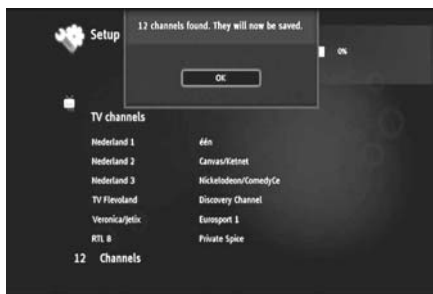 Setup
12 channels found. They will now be saved.
OK
0%
TV channels
Nederland 1 één
Nederland 2 Canvas/Ketnet
Nederland 3 Nickelodeon/ComedyCe
TV Flevoland Discovery Channel
Veronica/Jetix Eurosport 1
RTL 8 Private Spice
12 Channels